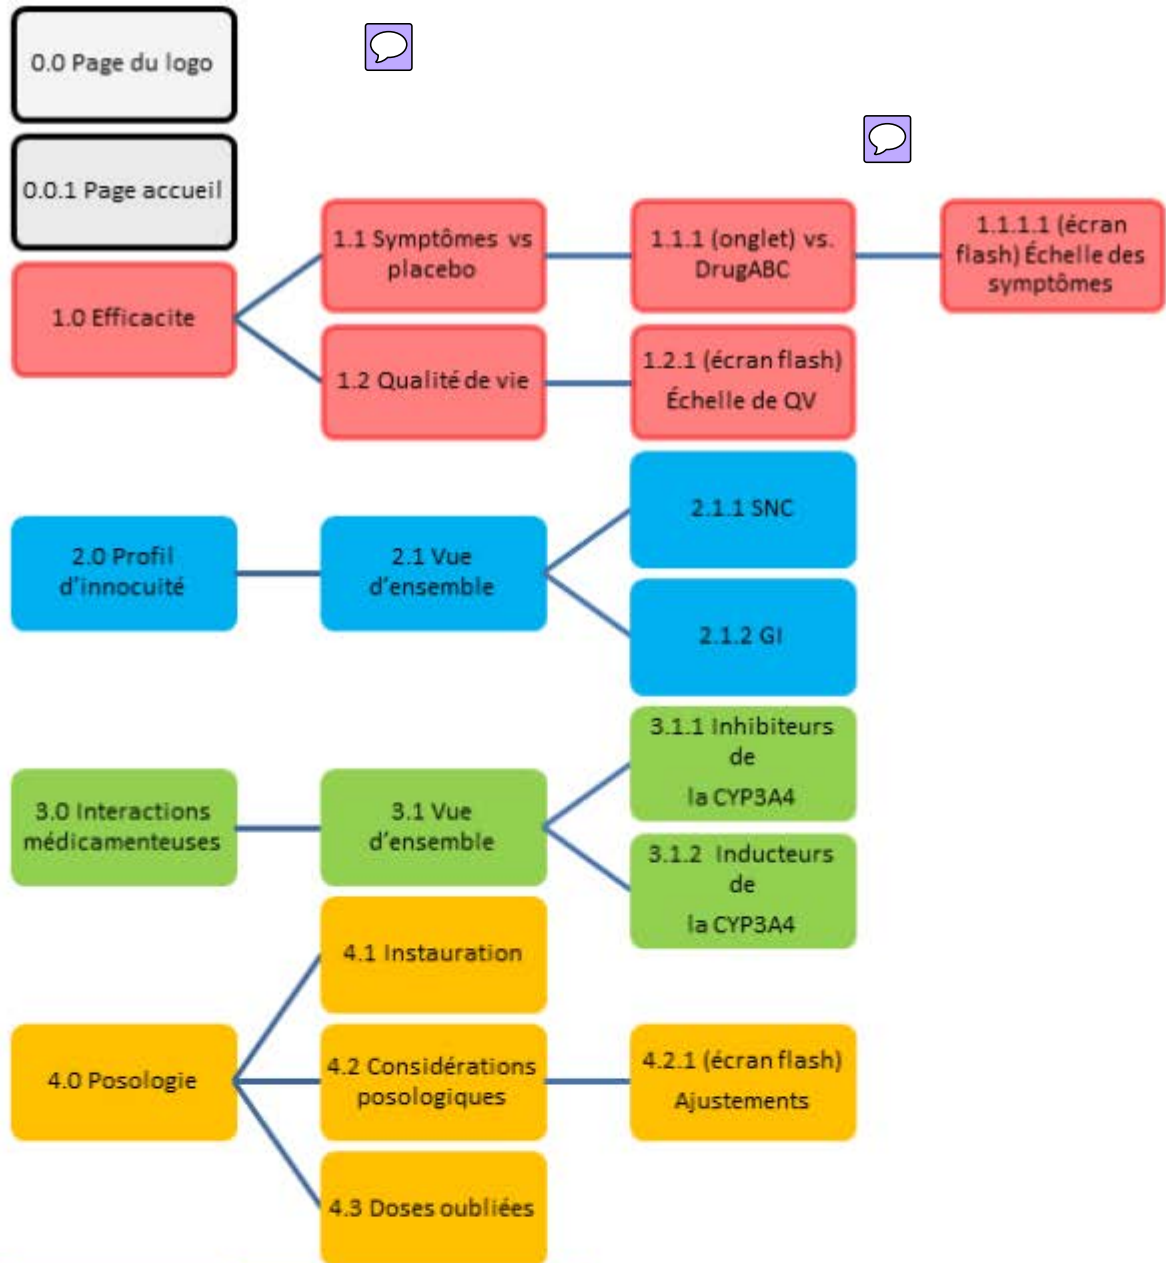 0.0 Page du logo
0.0.1 Page accueil
1.0 Efficacite
1.1 Symptômes vs
placebo
1.1.1 (onglet) vs.
DrugABC
1.1.1.1 (écran
flash) Échelle des
symptômes
1.2 Qualité de vie
1.2.1 (écran flash)
Échelle de QV
2.0 Profil
d’innocuité
2.1 Vue
d’ensemble
2.1.1 SNC
2.1.2 GI
3.0 Interactions
médicamenteuses
3.1 Vue
d’ensemble
3.1.1 Inhibiteurs
de
la CYP3A4
3.1.2 Inducteurs
de
la CYP3A4
4.0 Posologie
4.1 Instauration
4.2 Considérations
posologiques
4.2.1 (écran flash)
Ajustements
4.3 Doses oubliées